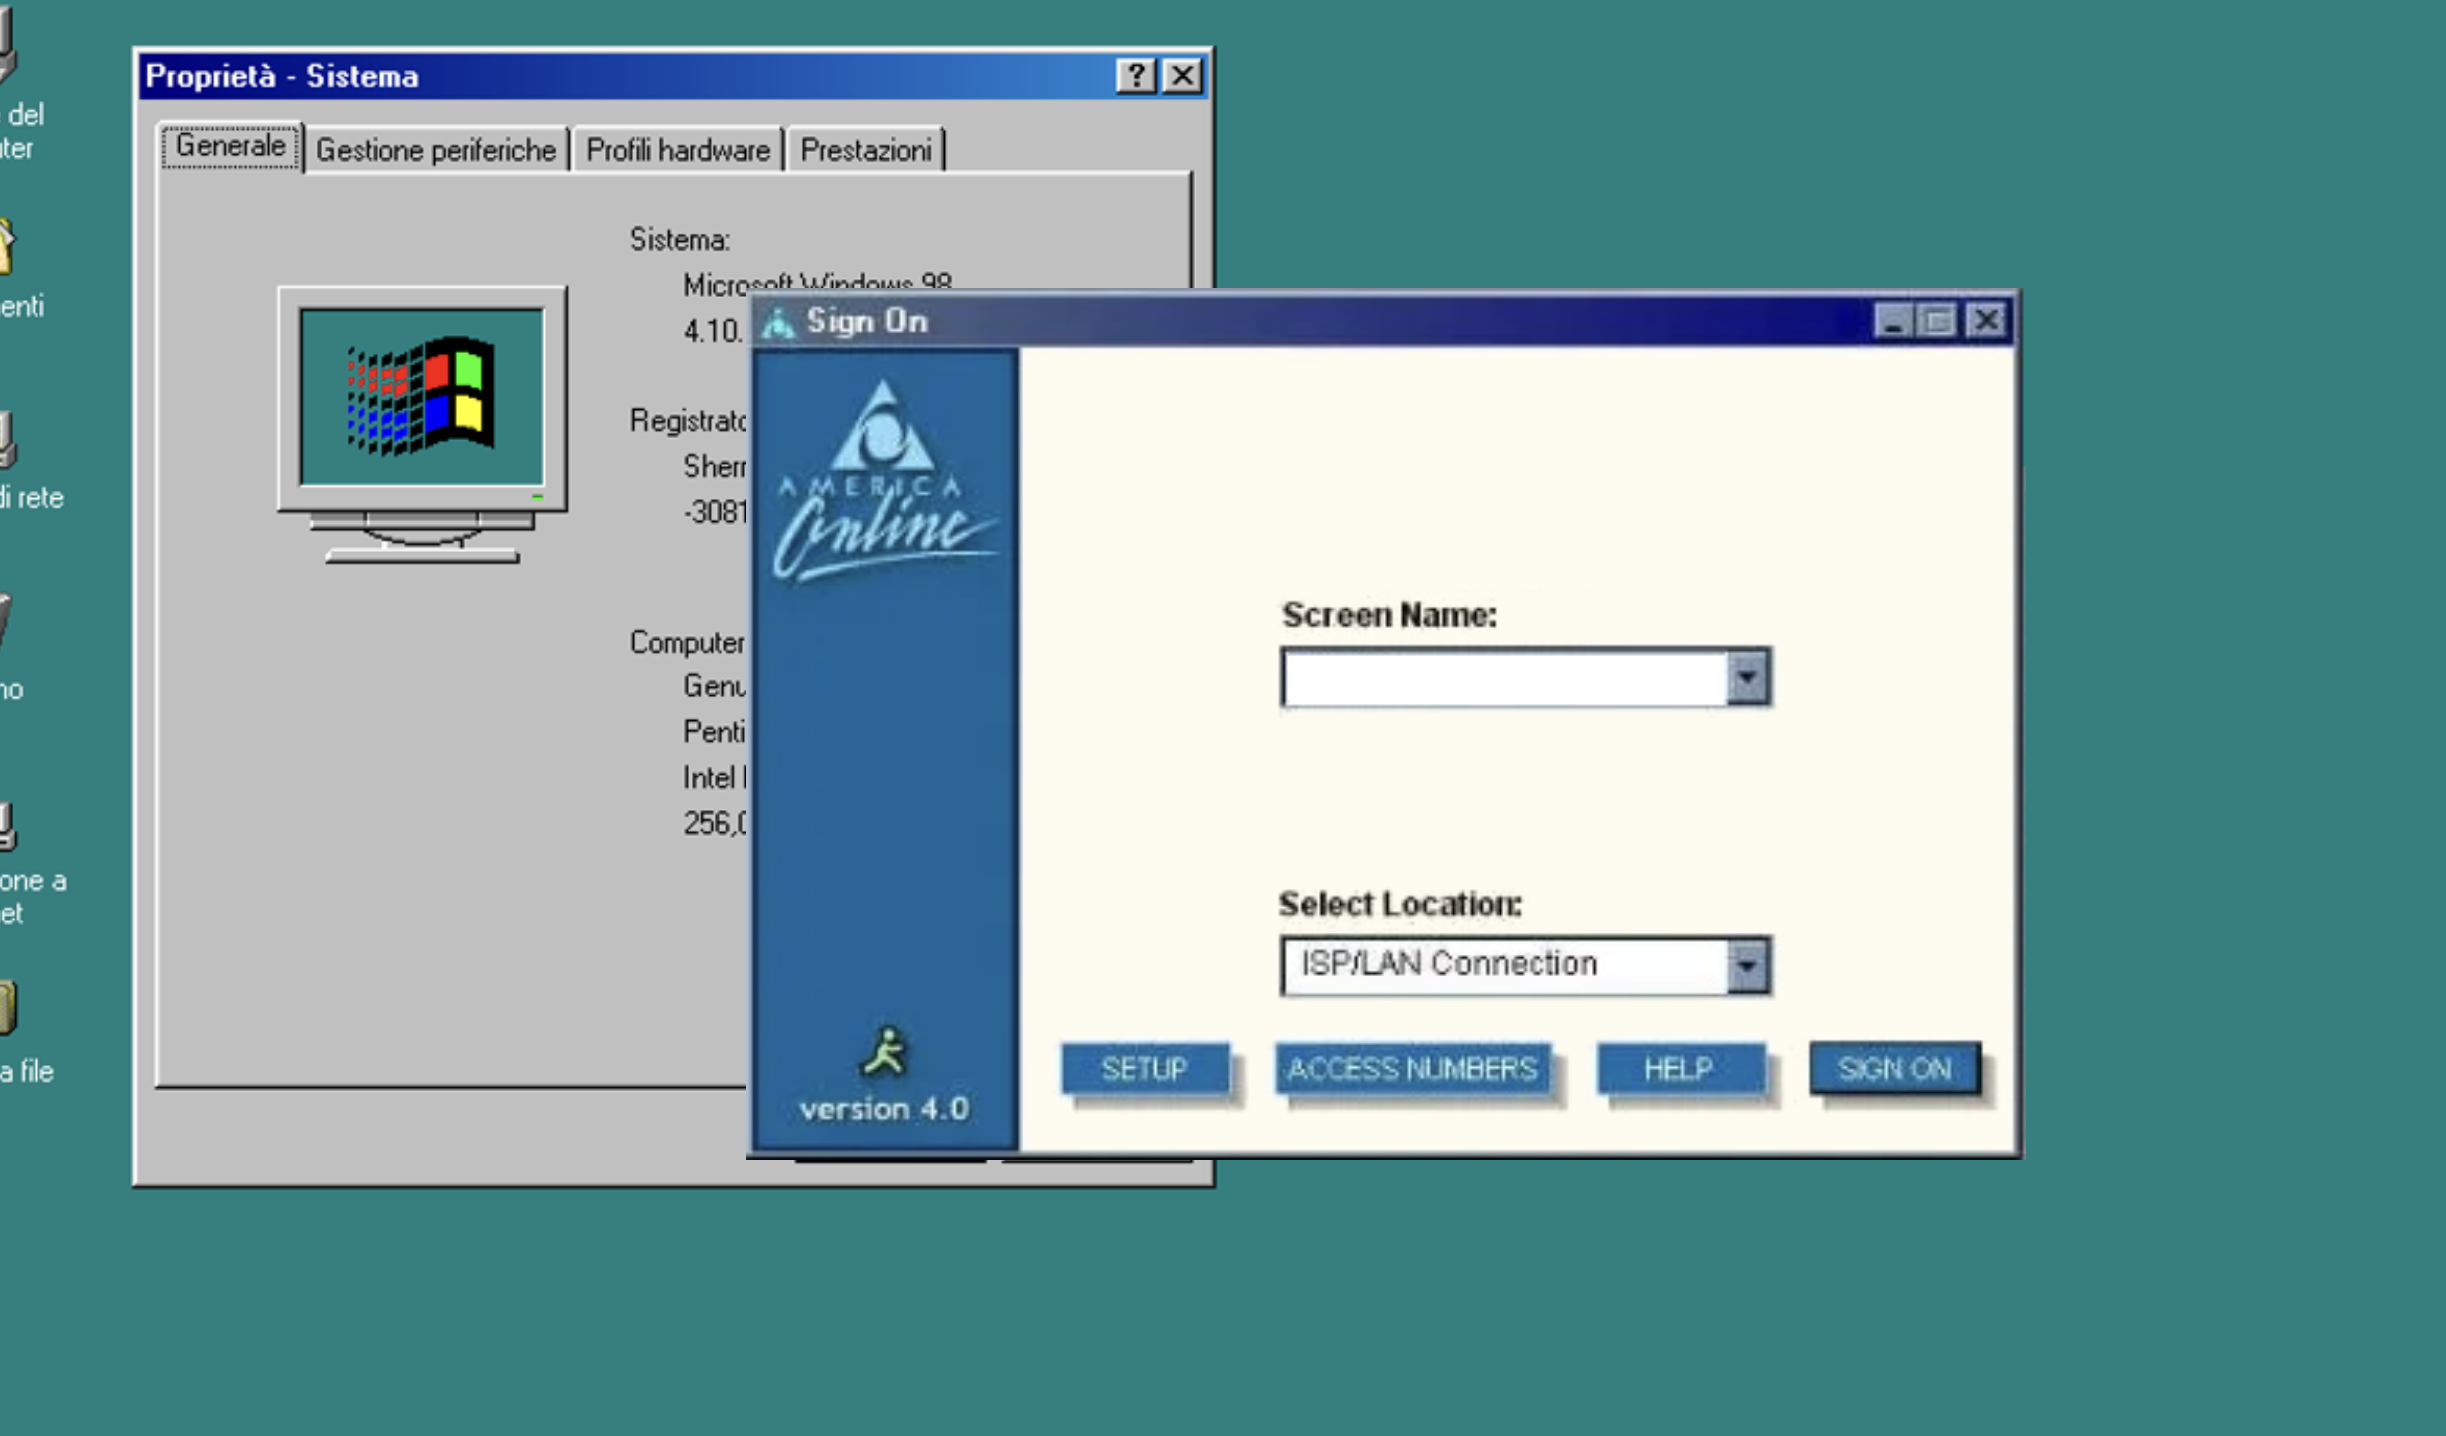 del
ter
enti
di rete
no
one a
et
a file
Proprietà - Sistema
?
Generale
Gestione periferiche
Profili hardware
Prestazioni
Sistema:
Microsoft Windows 98
4.10.
Registrato
Sherr
-3081
Computer
Genu
Penti
Intel
256,0
Sign On
AMERICA
Online
version 4.0
Screen Name:
Select Location:
ISP/LAN Connection
SETUP
ACCESS NUMBERS
HELP
SIGN ON